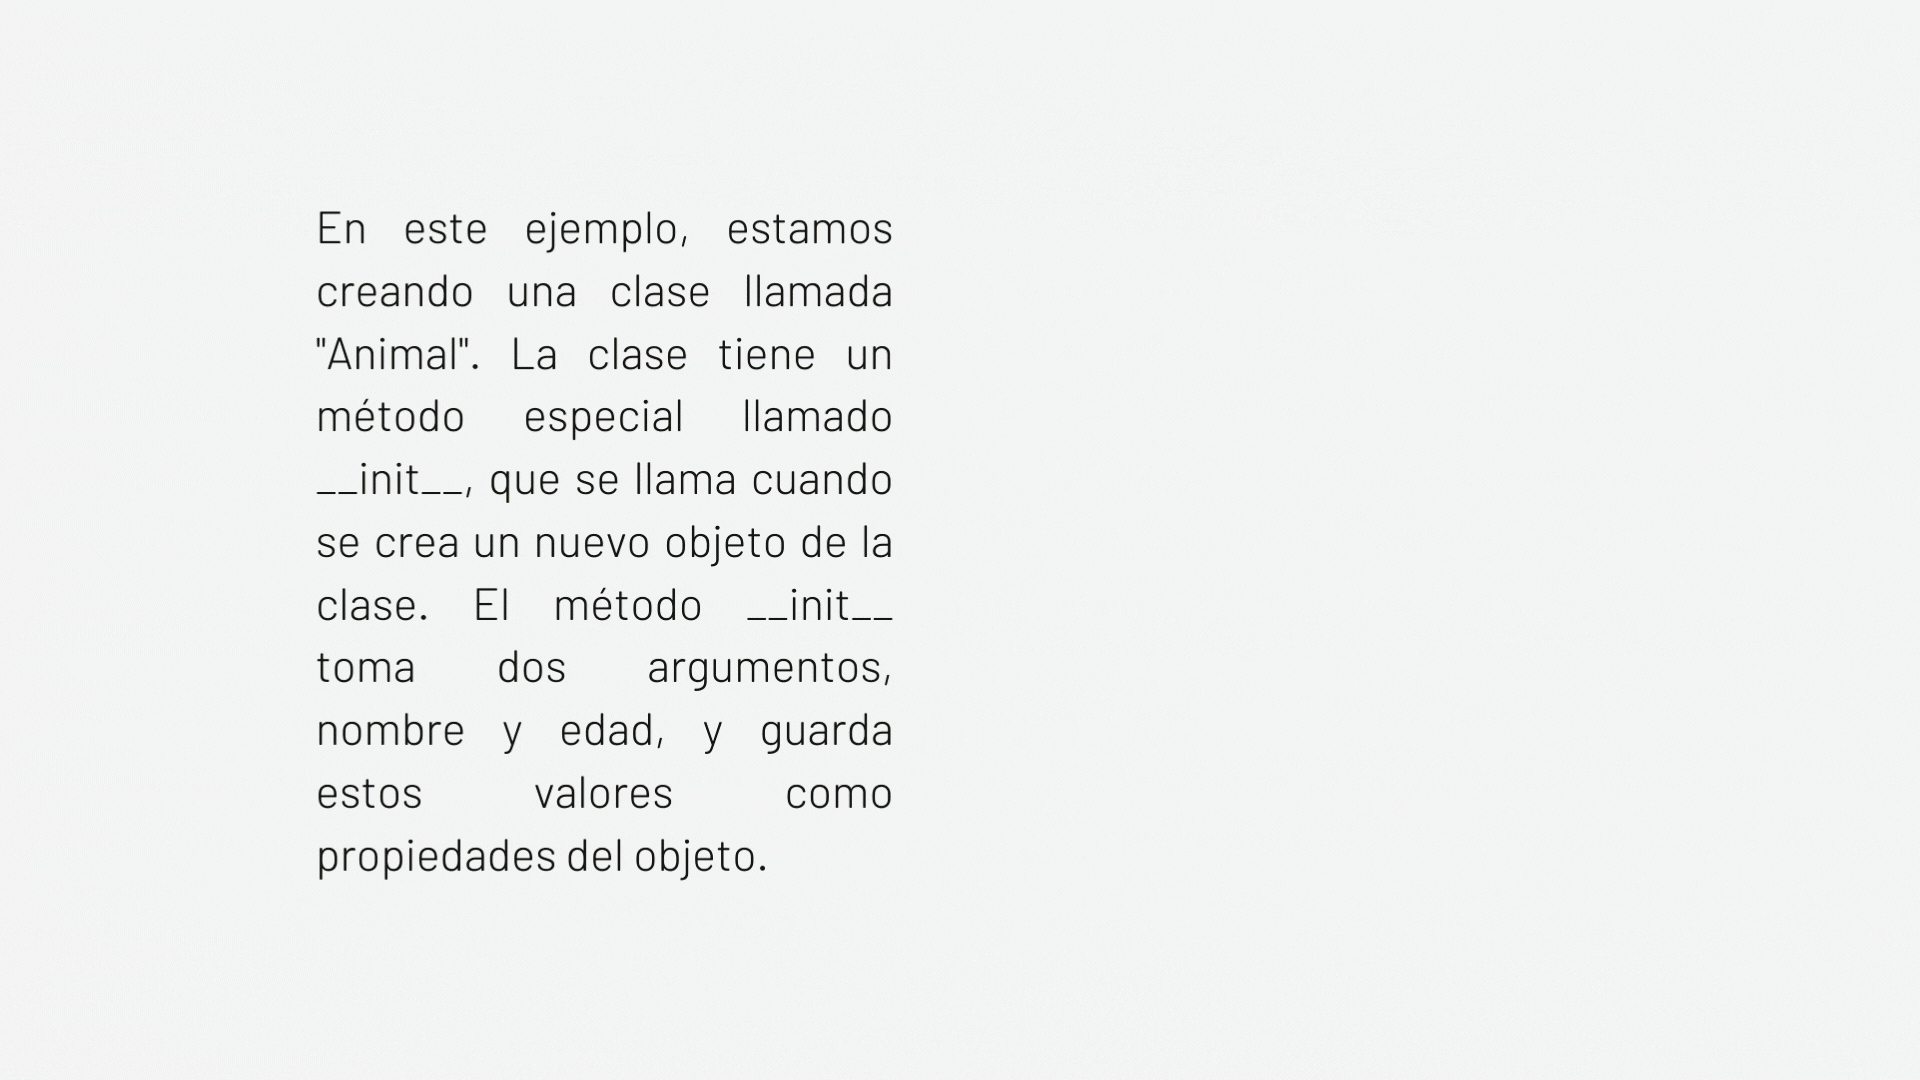 En este ejemplo, estamos
creando una clase llamada
"Animal". La clase tiene un
método especial llamado
__init__, que se llama cuando
se crea un nuevo objeto de la
clase. El método __init__
toma dos argumentos,
nombre y edad, y guarda
estos valores como
propiedades del objeto.